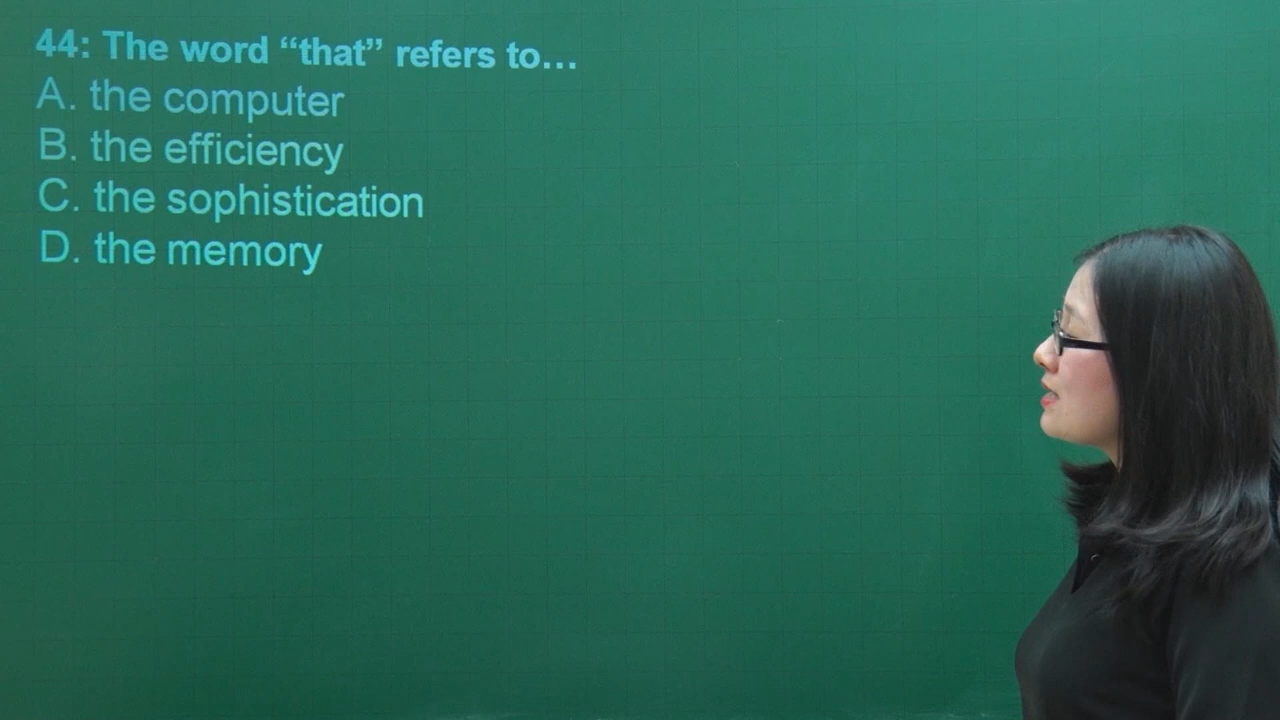 44: The word “that” refers to…
A. the computer
B. the efficiency
C. the sophistication
D. the memory